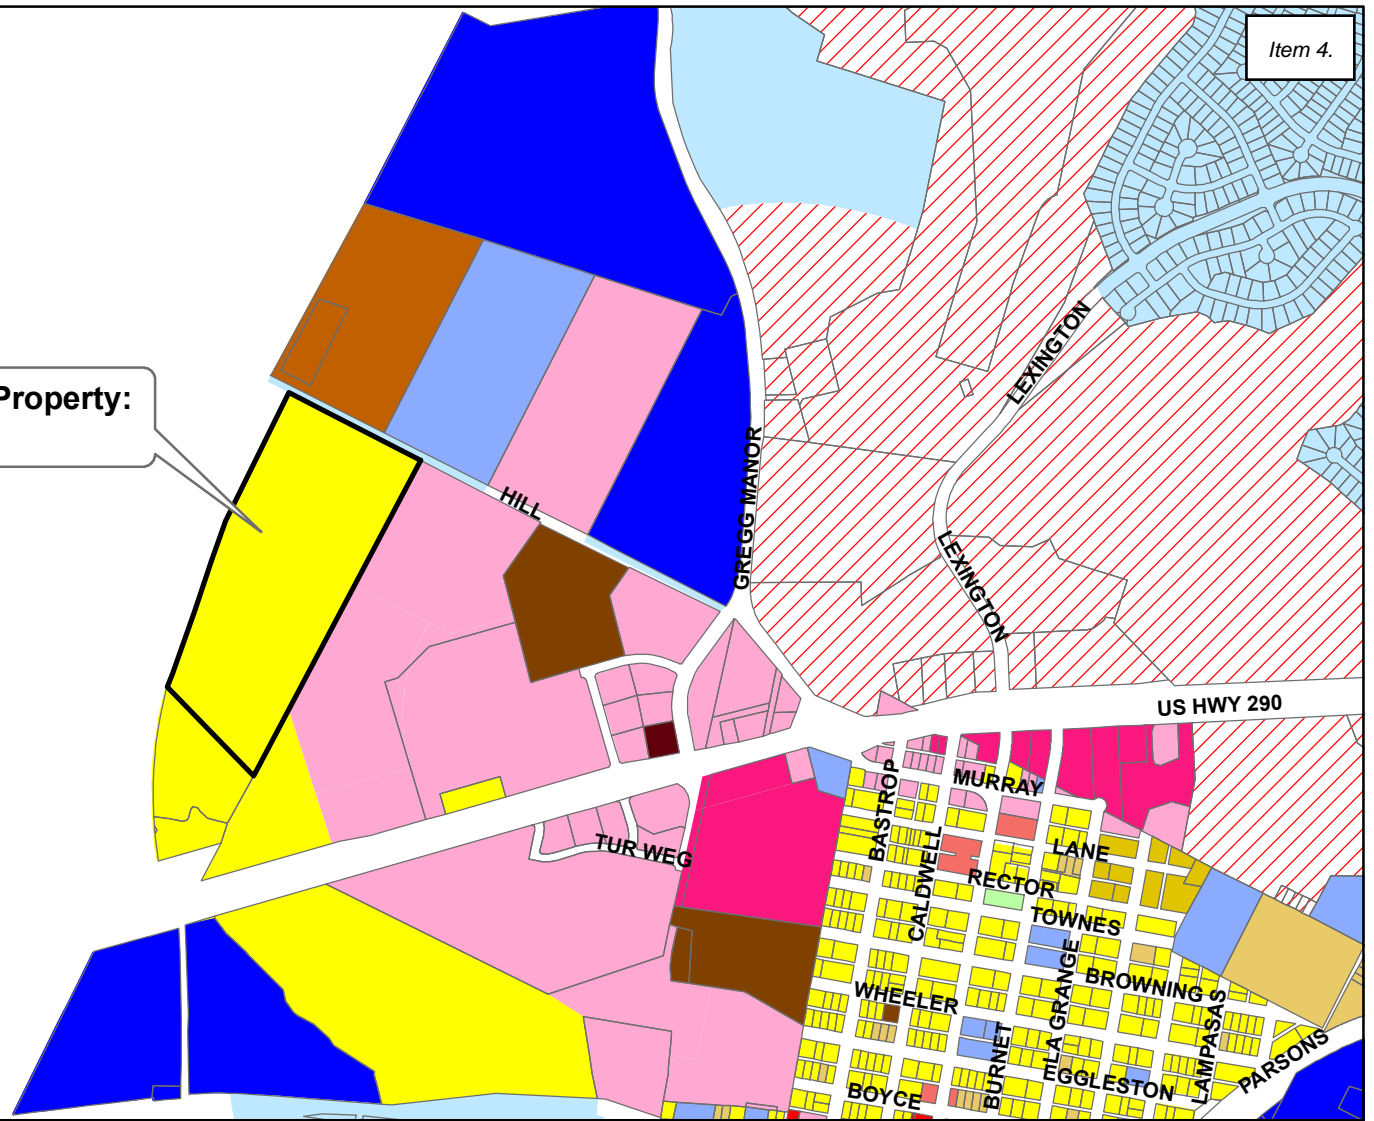 Item 4.
Property:
LEXINGTON
HILL
GREGG MANOR
LEXINGTON
US HWY 290
MURRAY
BASTROP
TUR WEG
LANE
CALDWELL
RECTOR
TOWNES
LA GRANGE
BROWNING
WHEELER
LAMPASAS
BURNET
PARSONS
EGGLESTON
BOYCE